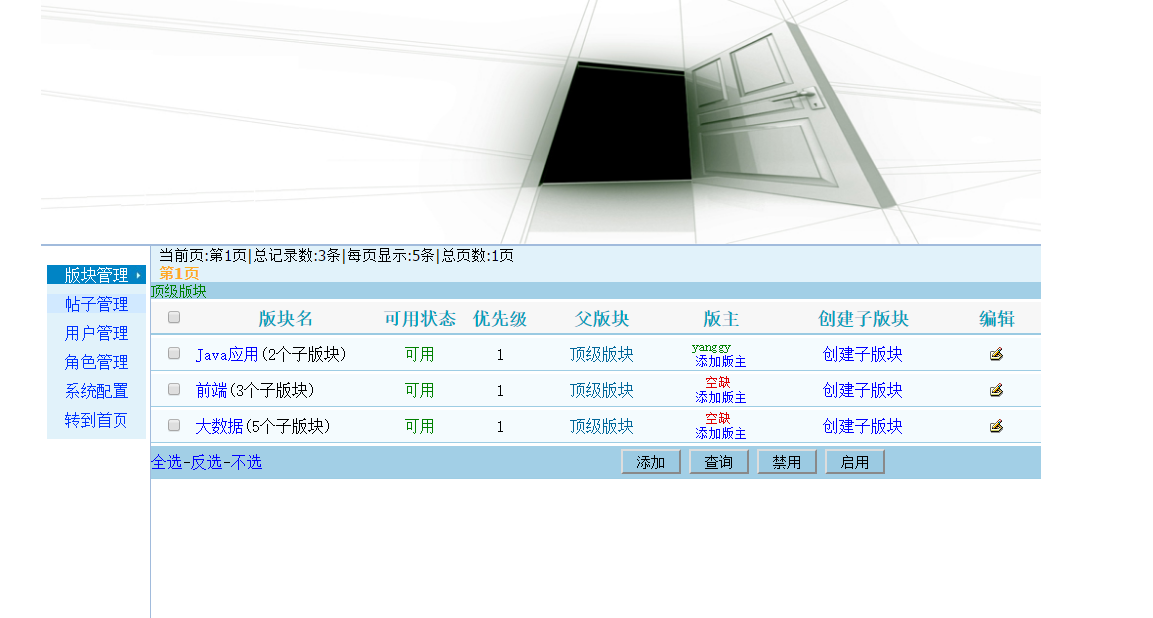 当前页:第1页|总记录数:3条|每页显示:5条|总页数:1页
第1页
版块管理
帖子管理
用户管理
角色管理
系统配置
转到首页
顶级版块
版块名 可用状态 优先级 父版块 版主 创建子版块 编辑
Java应用(2个子版块) 可用 1 顶级版块 yanggy 添加版主 创建子版块
前端(3个子版块) 可用 1 顶级版块 空缺 添加版主 创建子版块
大数据(5个子版块) 可用 1 顶级版块 空缺 添加版主 创建子版块
全选-反选-不选 添加 查询 禁用 启用